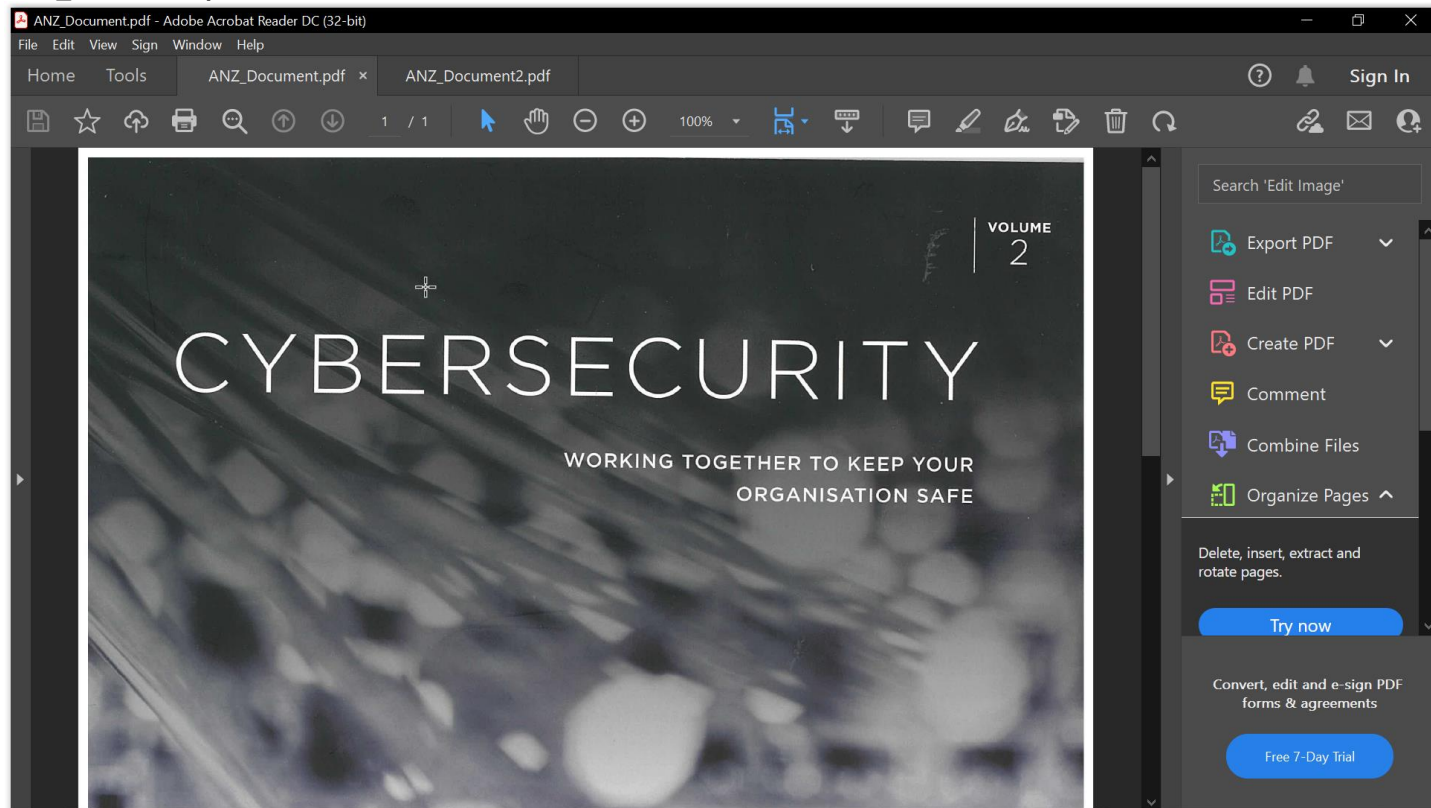 ANZ_Document.pdf - Adobe Acrobat Reader DC (32-bit)
File Edit View Sign Window Help
Home Tools ANZ_Document.pdf × ANZ_Document2.pdf
Sign In
1 / 1
100%
Search 'Edit Image'
VOLUME
2
CYBERSECURITY
WORKING TOGETHER TO KEEP YOUR
ORGANISATION SAFE
Export PDF
Edit PDF
Create PDF
Comment
Combine Files
Organize Pages
Delete, insert, extract and
rotate pages.
Try now
Convert, edit and e-sign PDF
forms & agreements
Free 7-Day Trial